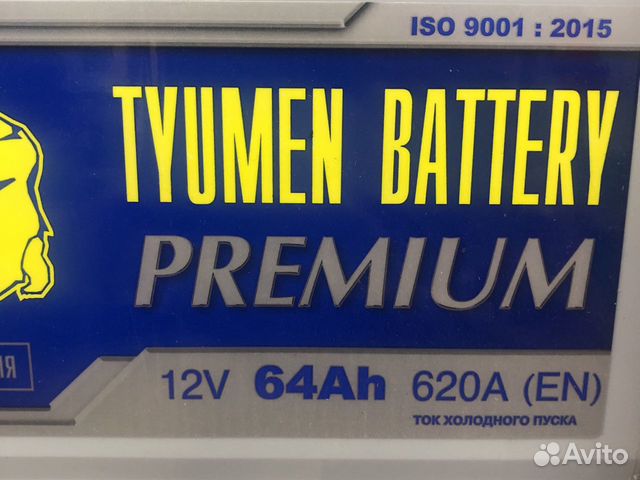 ISO 9001 : 2015
TYUMEN BATTERY
PREMIUM
12V 64Ah 620A (EN)
ТОК ХОЛОДНОГО ПУСКА
Avito